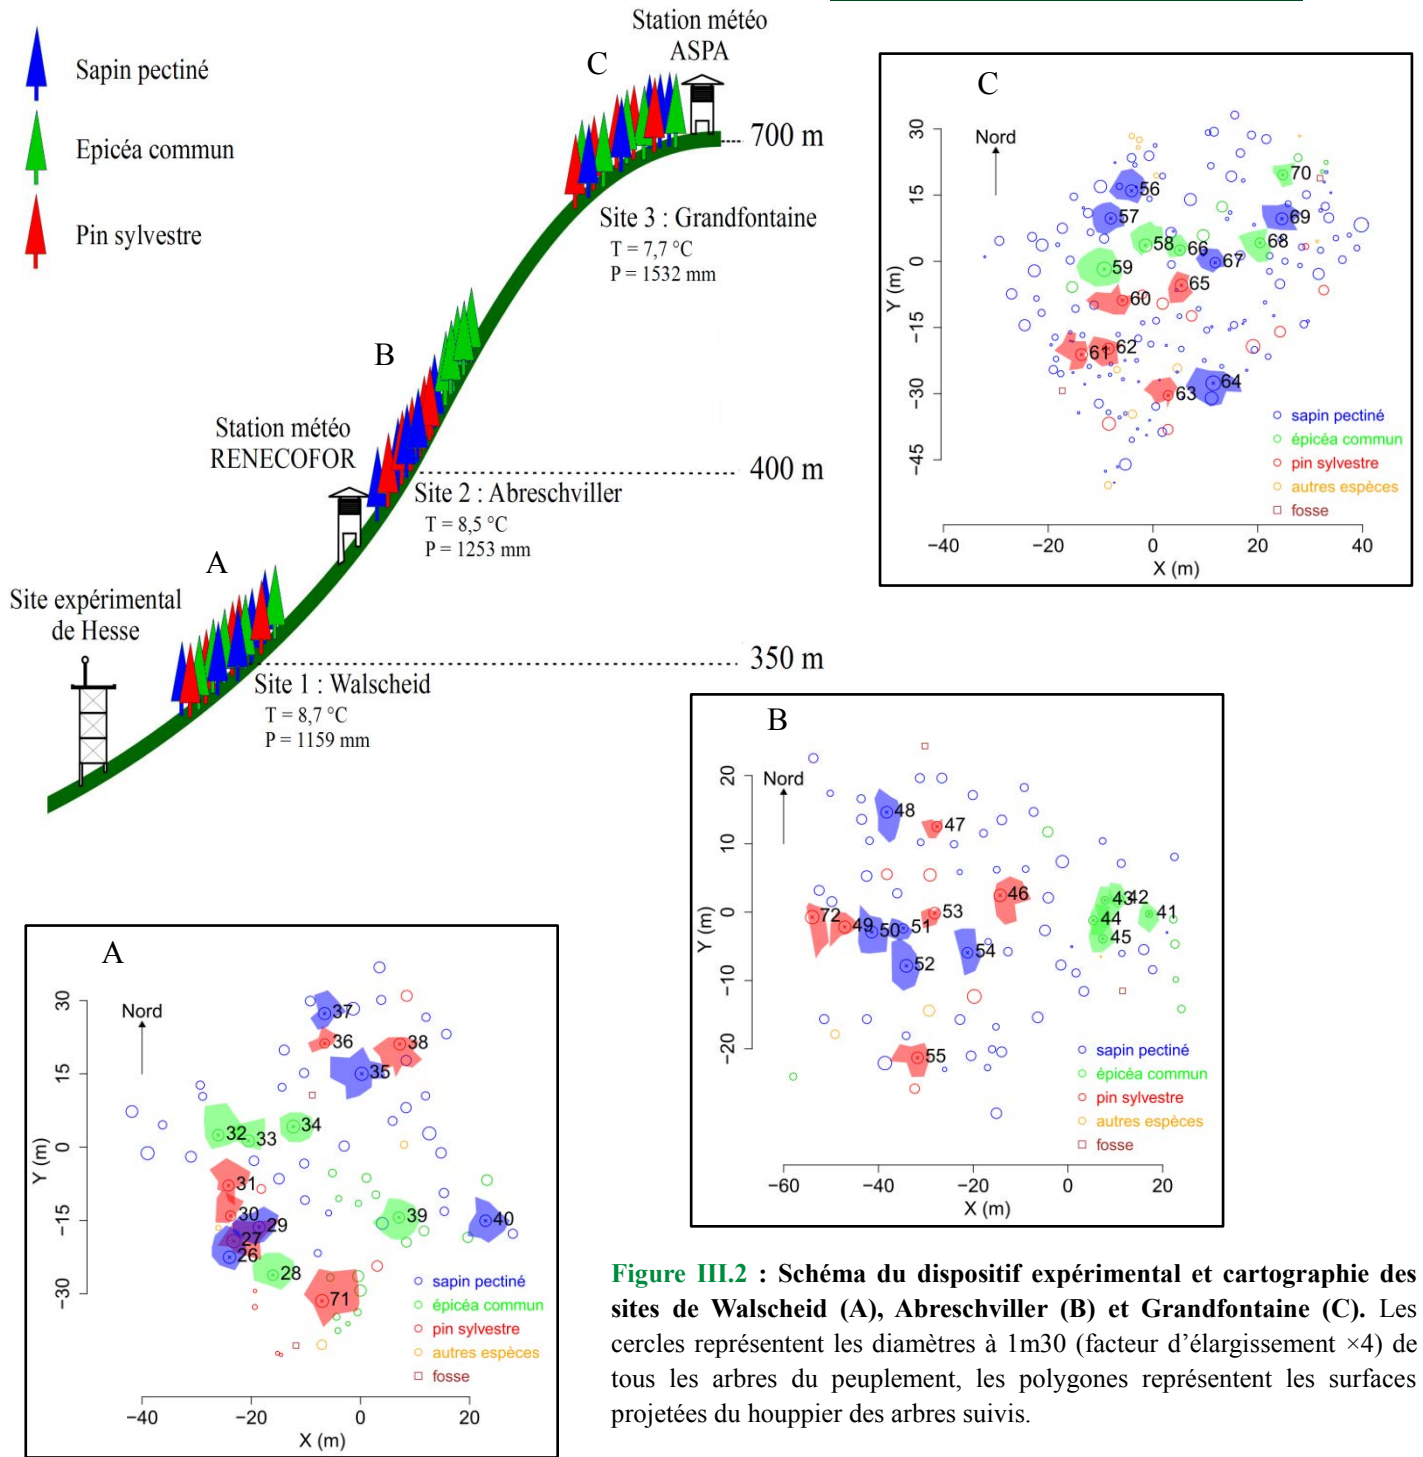 Sapin pectiné
Epicéa commun
Pin sylvestre
Station météo
ASPA
C
700 m
Site 3 : Grandfontaine
T = 7,7 °C
P = 1532 mm
B
Station météo
RENECOFOR
400 m
Site 2 : Abreschviller
T = 8,5 °C
P = 1253 mm
A
Site expérimental
de Hesse
350 m
Site 1 : Walscheid
T = 8,7 °C
P = 1159 mm
C
Nord
Y (m)
30
15
0
−15
−30
−45
56
57
58
59
60
61
62
63
64
65
66
67
68
69
70
sapin pectiné
épicéa commun
pin sylvestre
autres espèces
fosse
−40 −20 0 20 40
X (m)
B
Nord
Y (m)
20
10
0
−10
−20
48
47
46
72
49
50
51
53
52
54
55
43
42
41
44
45
sapin pectiné
épicéa commun
pin sylvestre
autres espèces
fosse
−60 −40 −20 0 20
X (m)
A
Nord
Y (m)
30
15
0
−15
−30
37
36
38
35
32
33
34
31
30
29
27
26
28
39
40
71
sapin pectiné
épicéa commun
pin sylvestre
autres espèces
fosse
−40 −20 0 20
X (m)
Figure III.2 : Schéma du dispositif expérimental et cartographie des
sites de Walscheid (A), Abreschviller (B) et Grandfontaine (C). Les
cercles représentent les diamètres à 1m30 (facteur d’élargissement ×4) de
tous les arbres du peuplement, les polygones représentent les surfaces
projetées du houppier des arbres suivis.